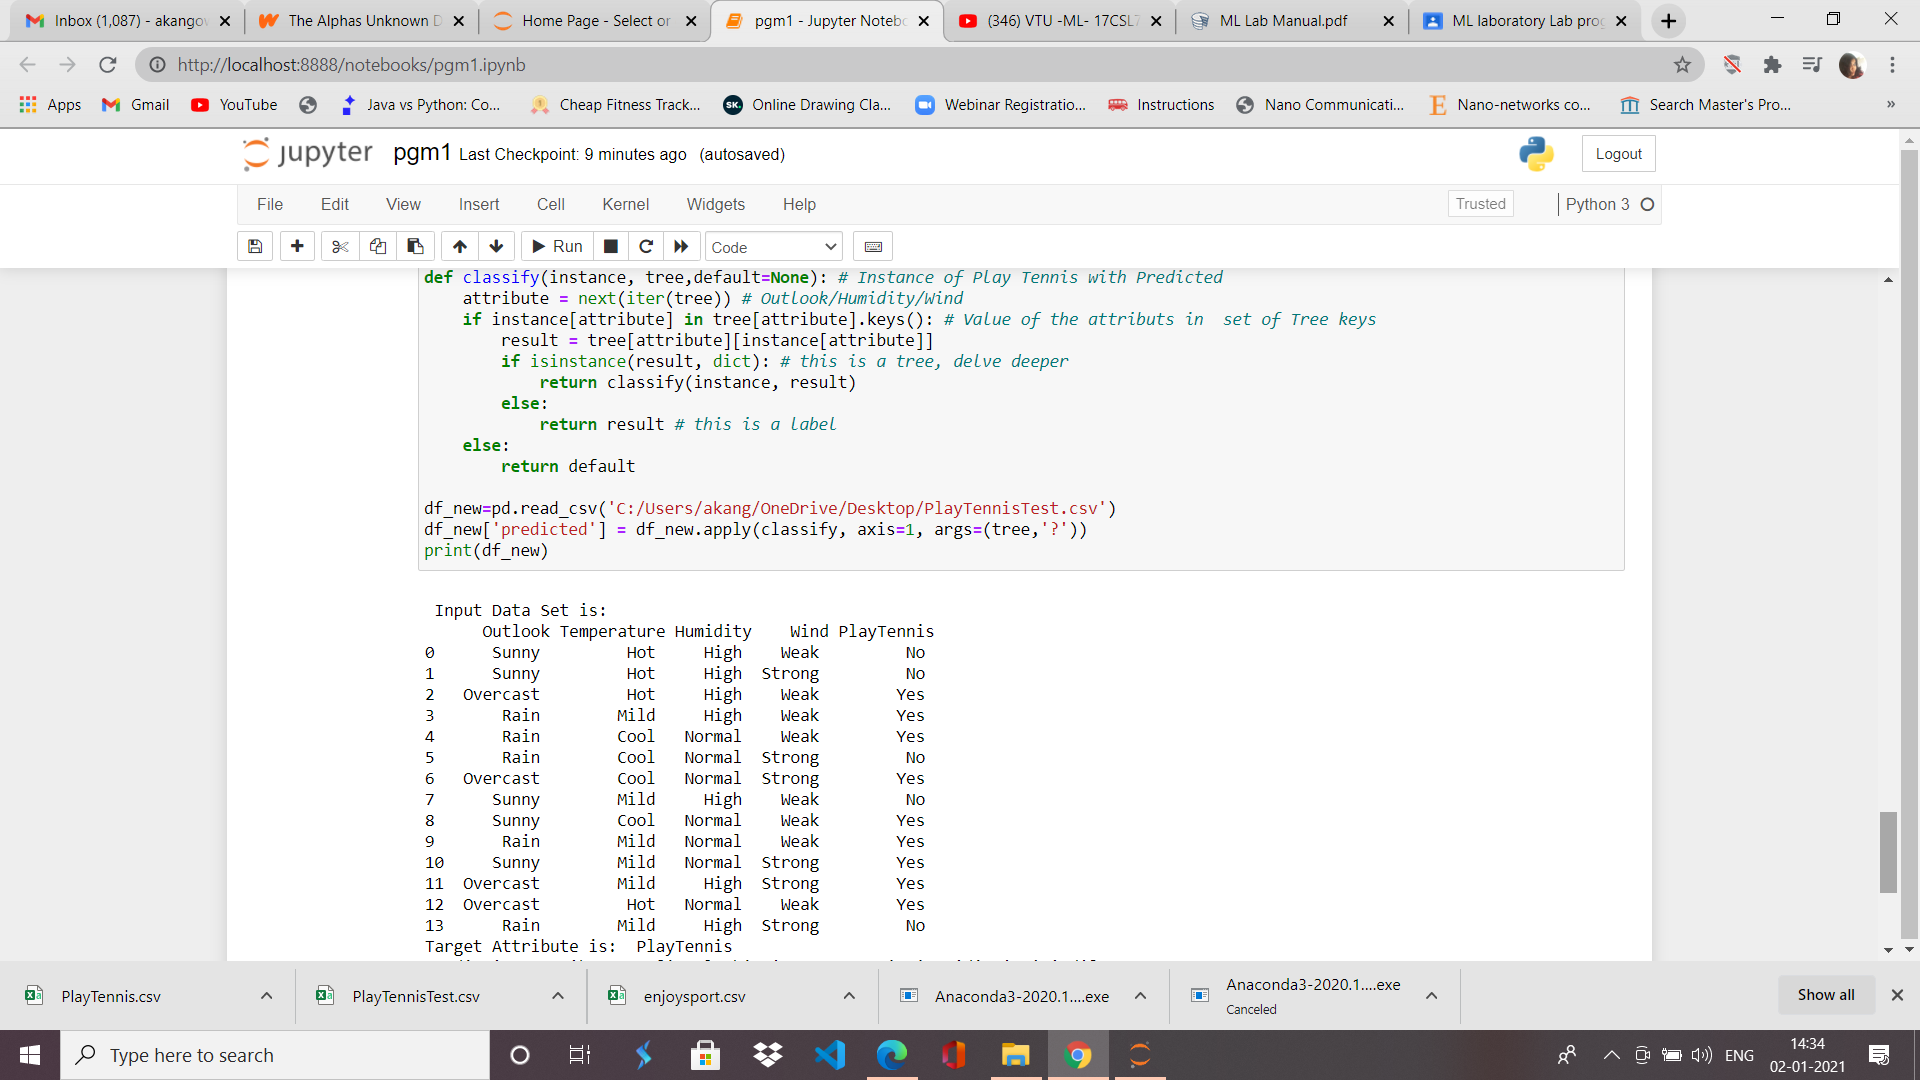 Inbox (1,087) - akangow
The Alphas Unknown D
Home Page - Select or
pgm1 - Jupyter Notebo
(346) VTU -ML- 17CSL7
ML Lab Manual.pdf
ML laboratory Lab prog
http://localhost:8888/notebooks/pgm1.ipynb
Apps Gmail YouTube Java vs Python: Co... Cheap Fitness Track... SK. Online Drawing Cla... Webinar Registratio... Instructions Nano Communicati... Nano-networks co... Search Master's Pro... »
jupyter pgm1 Last Checkpoint: 9 minutes ago (autosaved) Logout
File Edit View Insert Cell Kernel Widgets Help Trusted Python 3
Run Code
def classify(instance, tree,default=None): # Instance of Play Tennis with Predicted
attribute = next(iter(tree)) # Outlook/Humidity/Wind
if instance[attribute] in tree[attribute].keys(): # Value of the attributs in  set of Tree keys
result = tree[attribute][instance[attribute]]
if isinstance(result, dict): # this is a tree, delve deeper
return classify(instance, result)
else:
return result # this is a label
else:
return default
df_new=pd.read_csv('C:/Users/akang/OneDrive/Desktop/PlayTennisTest.csv')
df_new['predicted'] = df_new.apply(classify, axis=1, args=(tree,'?'))
print(df_new)
Input Data Set is:
Outlook Temperature Humidity Wind PlayTennis
0 Sunny Hot High Weak No
1 Sunny Hot High Strong No
2 Overcast Hot High Weak Yes
3 Rain Mild High Weak Yes
4 Rain Cool Normal Weak Yes
5 Rain Cool Normal Strong No
6 Overcast Cool Normal Strong Yes
7 Sunny Mild High Weak No
8 Sunny Cool Normal Weak Yes
9 Rain Mild Normal Weak Yes
10 Sunny Mild Normal Strong Yes
11 Overcast Mild High Strong Yes
12 Overcast Hot Normal Weak Yes
13 Rain Mild High Strong No
Target Attribute is:  PlayTennis
PlayTennis.csv
PlayTennisTest.csv
enjoysport.csv
Anaconda3-2020.1....exe
Anaconda3-2020.1....exe
Canceled
Show all
Type here to search
ENG
14:34
02-01-2021